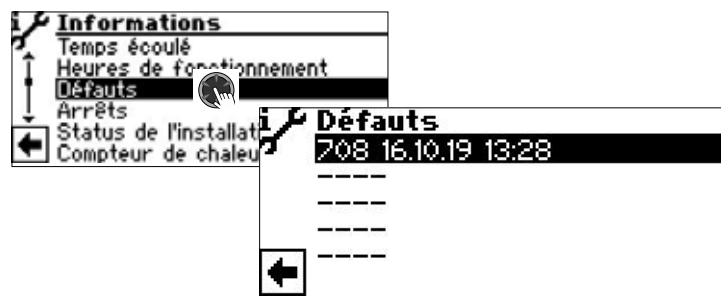 Informations
Temps écoulé
Heures de fonctionnement
Défauts
Arrêts
Status de l'installat
Compteur de chaleu
Défauts
708 16.10.19 13:28
----
----
----
----